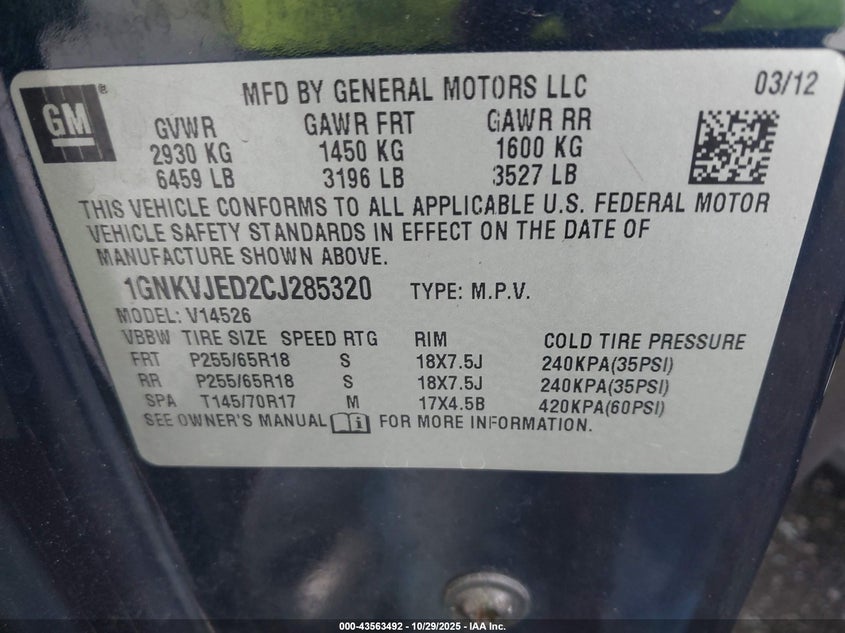 GM ®
MFD BY GENERAL MOTORS LLC 03/12
GVWR GAWR FRT GAWR RR
2930 KG 1450 KG 1600 KG
6459 LB 3196 LB 3527 LB
THIS VEHICLE CONFORMS TO ALL APPLICABLE U.S. FEDERAL MOTOR
VEHICLE SAFETY STANDARDS IN EFFECT ON THE DATE OF
MANUFACTURE SHOWN ABOVE.
1GNKVJED2CJ285320 TYPE: M.P.V.
MODEL: V14526
VBBW TIRE SIZE SPEED RTG RIM COLD TIRE PRESSURE
FRT P255/65R18 S 18X7.5J 240KPA(35PSI)
RR P255/65R18 S 18X7.5J 240KPA(35PSI)
SPA T145/70R17 M 17X4.5B 420KPA(60PSI)
SEE OWNER'S MANUAL FOR MORE INFORMATION.
000-43563492 - 10/29/2025 - IAA Inc.